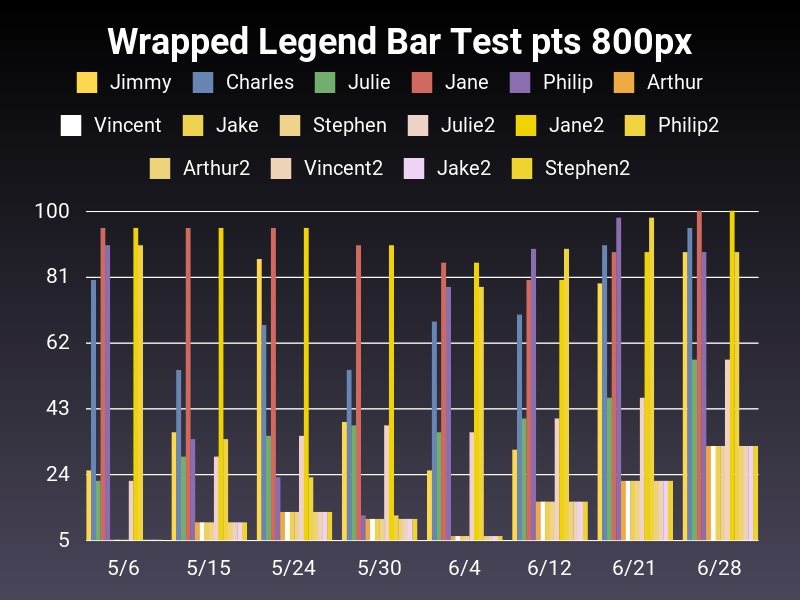 Wrapped Legend Bar Test pts 800px
Jimmy Charles Julie Jane Philip Arthur
Vincent Jake Stephen Julie2 Jane2 Philip2
Arthur2 Vincent2 Jake2 Stephen2
100
81
62
43
24
5
5/6 5/15 5/24 5/30 6/4 6/12 6/21 6/28